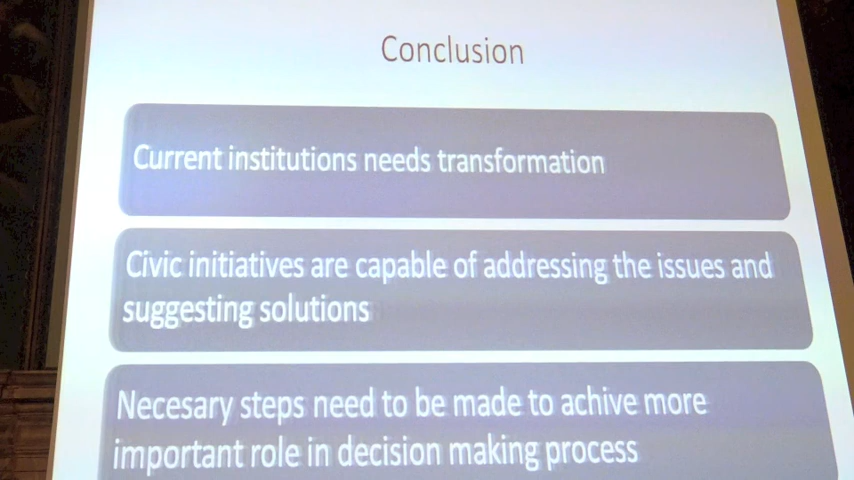 Conclusion
Current institutions needs transformation
Civic initiatives are capable of addressing the issues and
suggesting solutions
Necesary steps need to be made to achive more
important role in decision making process